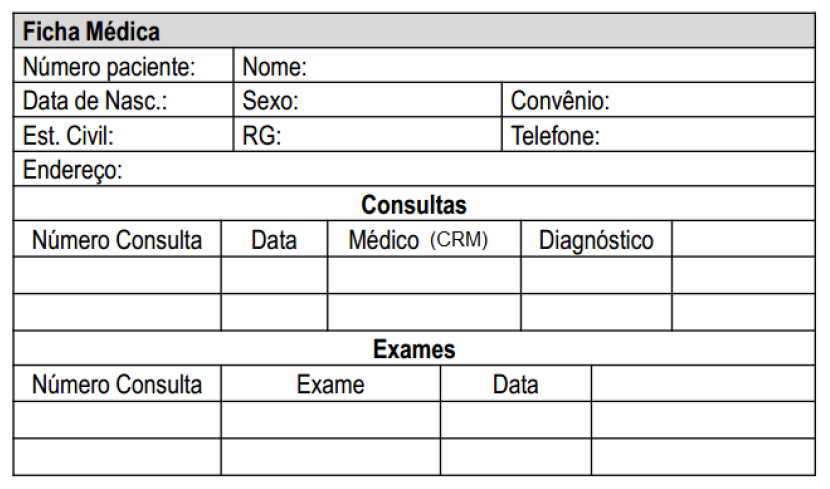 Ficha Médica
Número paciente: Nome:
Data de Nasc.: Sexo: Convênio:
Est. Civil: RG: Telefone:
Endereço:
Consultas
Número Consulta Data Médico (CRM) Diagnóstico
Exames
Número Consulta Exame Data